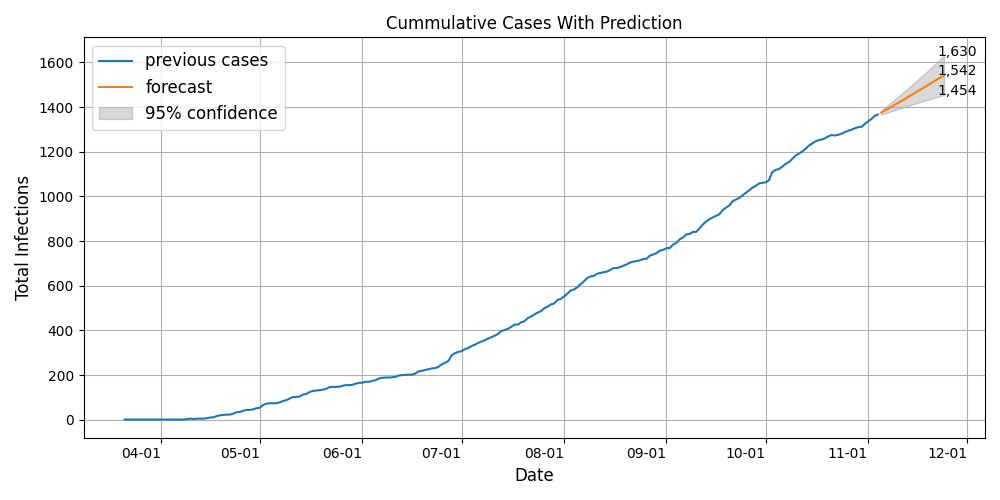 Cummulative Cases With Prediction
previous cases
forecast
95% confidence
1,630
1,542
1,454
Total Infections
1600
1400
1200
1000
800
600
400
200
0
04-01 05-01 06-01 07-01 08-01 09-01 10-01 11-01 12-01
Date